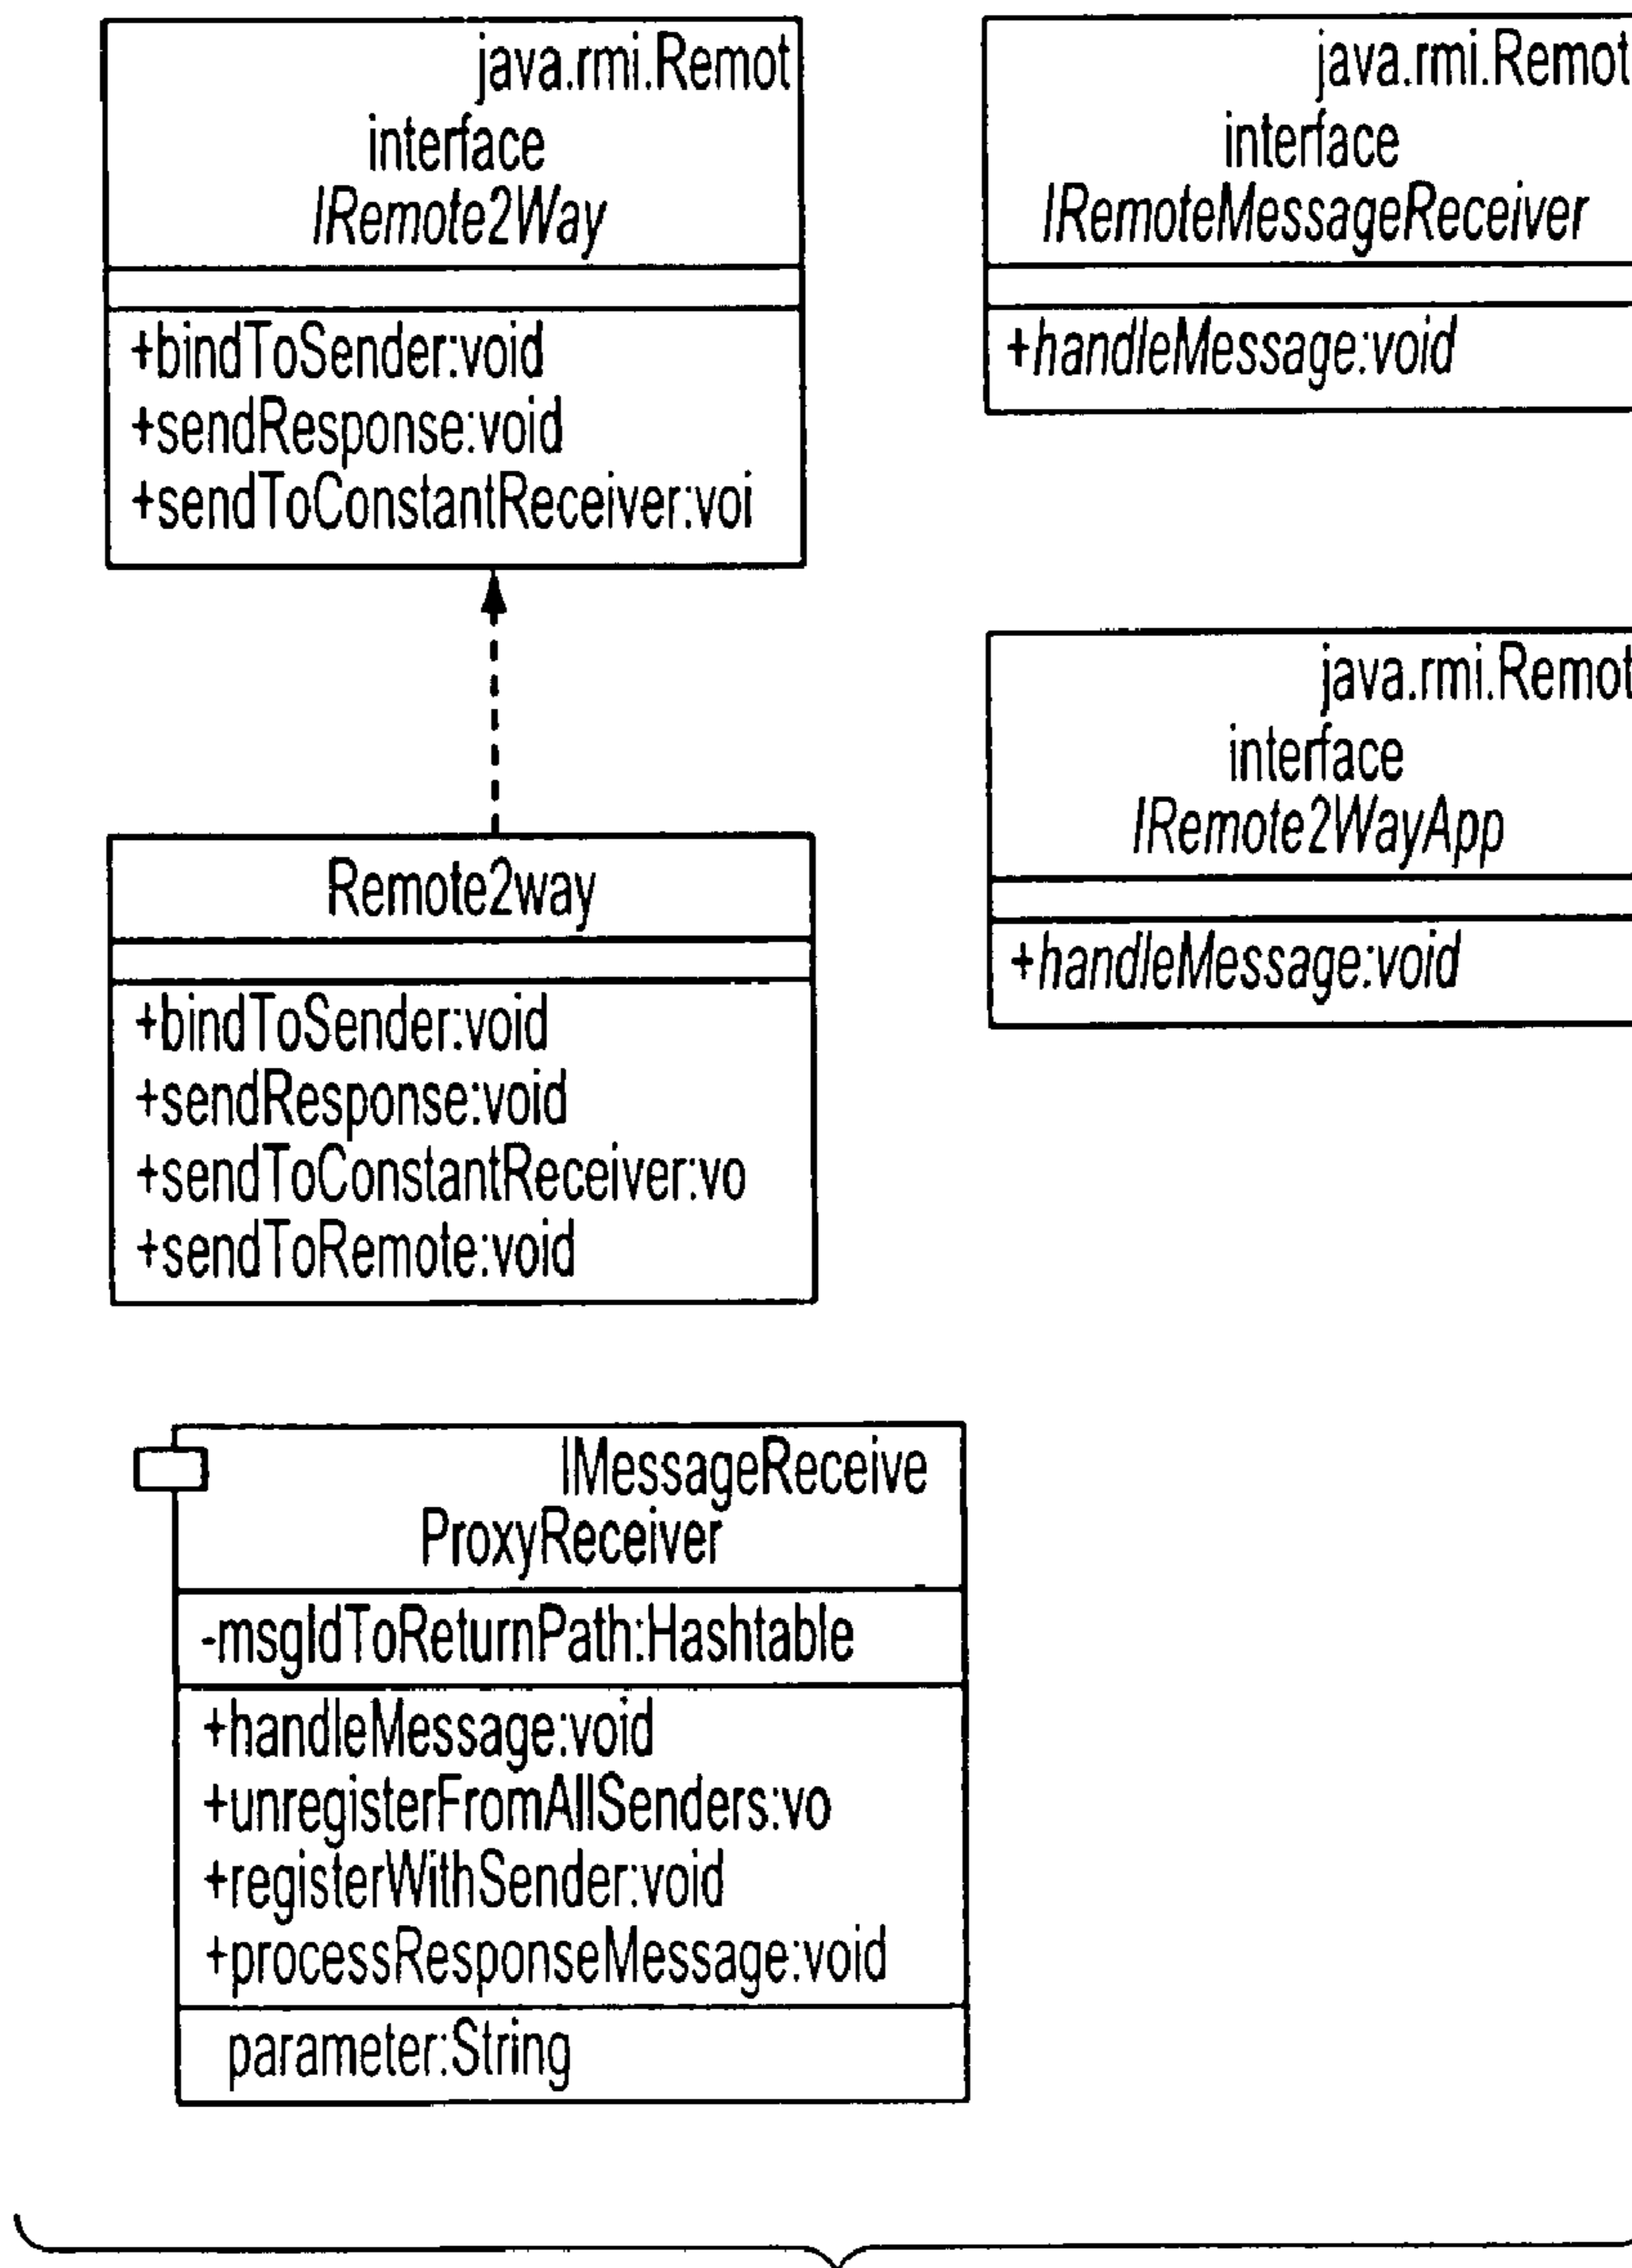 java.rmi.Remot
interface
IRemote2Way
+bindToSender:void
+sendResponse:void
+sendToConstantReceiver:voi
java.rmi.Remot
interface
IRemoteMessageReceiver
+handleMessage:void
java.rmi.Remot
interface
IRemote2WayApp
+handleMessage:void
Remote2way
+bindToSender:void
+sendResponse:void
+sendToConstantReceiver:vo
+sendToRemote:void
IMessageReceive
ProxyReceiver
-msgIdToReturnPath:Hashtable
+handleMessage:void
+unregisterFromAllSenders:vo
+registerWithSender:void
+processResponseMessage:void
parameter:String